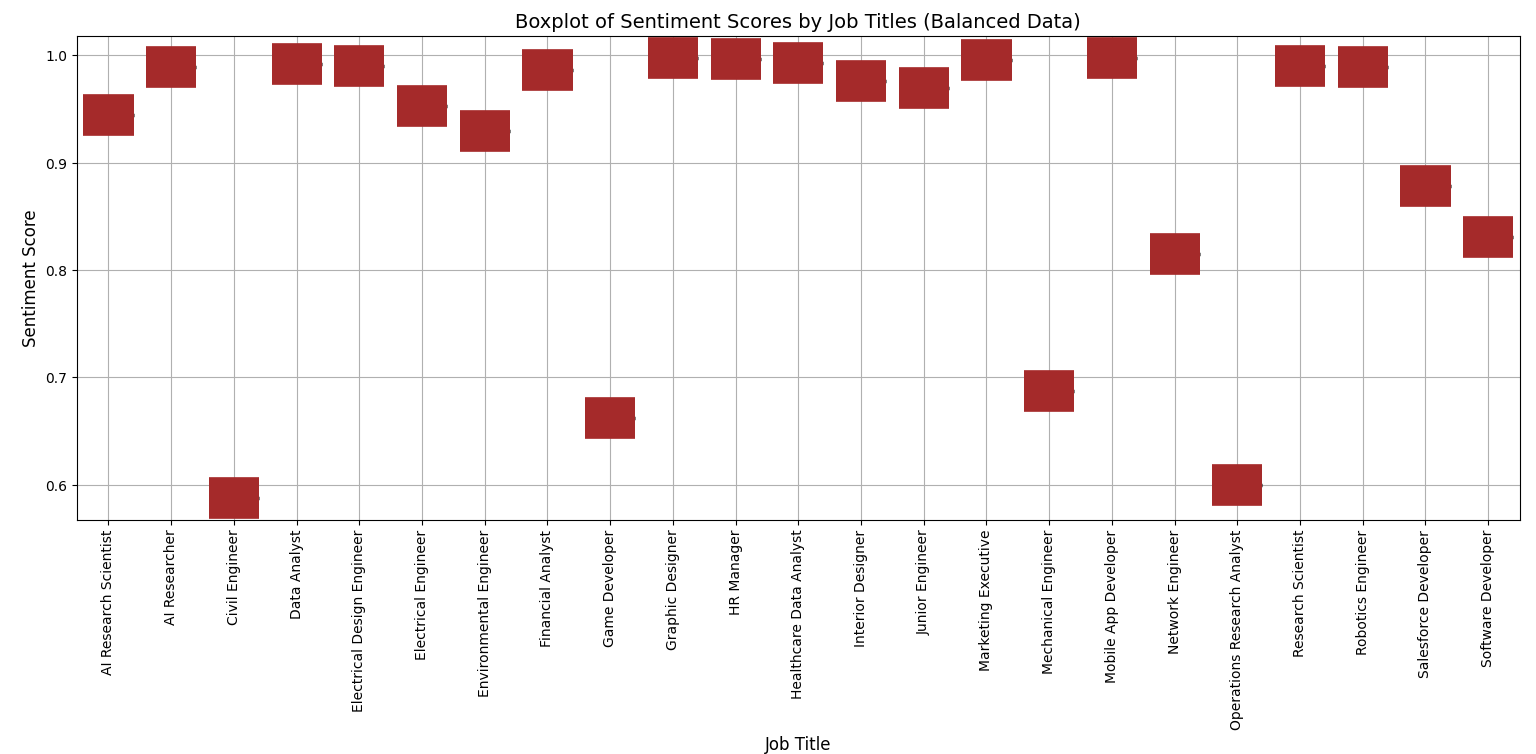 Boxplot of Sentiment Scores by Job Titles (Balanced Data)
Sentiment Score
1.0
0.9
0.8
0.7
0.6
AI Research Scientist
AI Researcher
Civil Engineer
Data Analyst
Electrical Design Engineer
Electrical Engineer
Environmental Engineer
Financial Analyst
Game Developer
Graphic Designer
HR Manager
Healthcare Data Analyst
Interior Designer
Junior Engineer
Marketing Executive
Mechanical Engineer
Mobile App Developer
Network Engineer
Operations Research Analyst
Research Scientist
Robotics Engineer
Salesforce Developer
Software Developer
Job Title